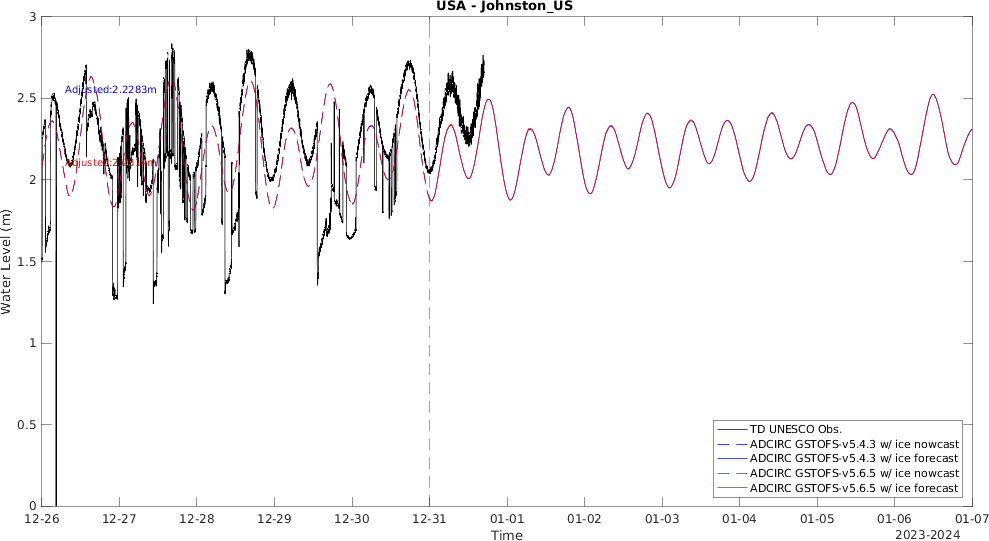 USA - Johnston_US
3
2.5
2
1.5
1
0.5
0
Water Level (m)
Adjusted:2.2283m
12-26
12-27
12-28
12-29
12-30
12-31
01-01
01-02
01-03
01-04
01-05
01-06
01-07
Time
2023-2024
TD UNESCO Obs.
ADCIRC GSTOFS-v5.4.3 w/ ice nowcast
ADCIRC GSTOFS-v5.4.3 w/ ice forecast
ADCIRC GSTOFS-v5.6.5 w/ ice nowcast
ADCIRC GSTOFS-v5.6.5 w/ ice forecast